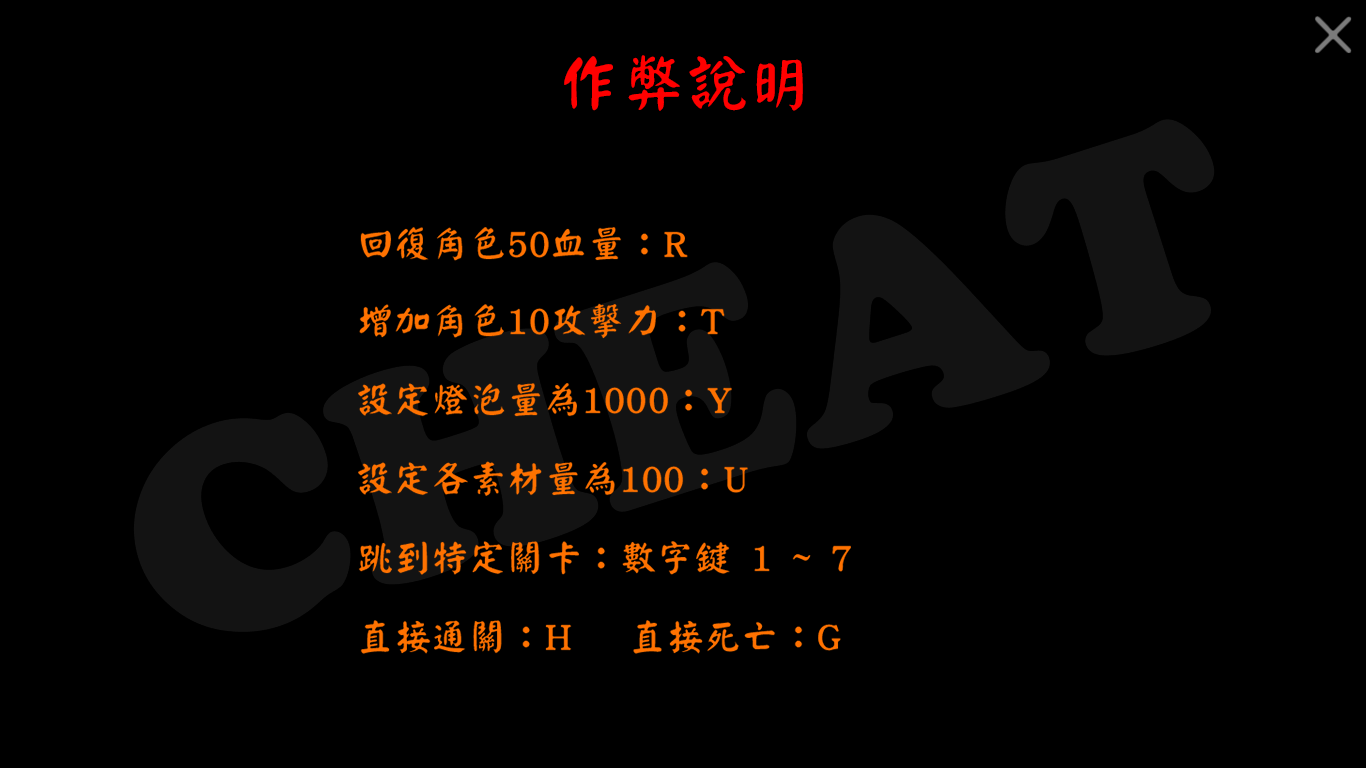 作弊說明
回復角色50血量：R
增加角色10攻擊力：T
設定燈泡量為1000：Y
設定各素材量為100：U
跳到特定關卡：數字鍵 1 ~ 7
直接通關：H 直接死亡：G
CHEAT